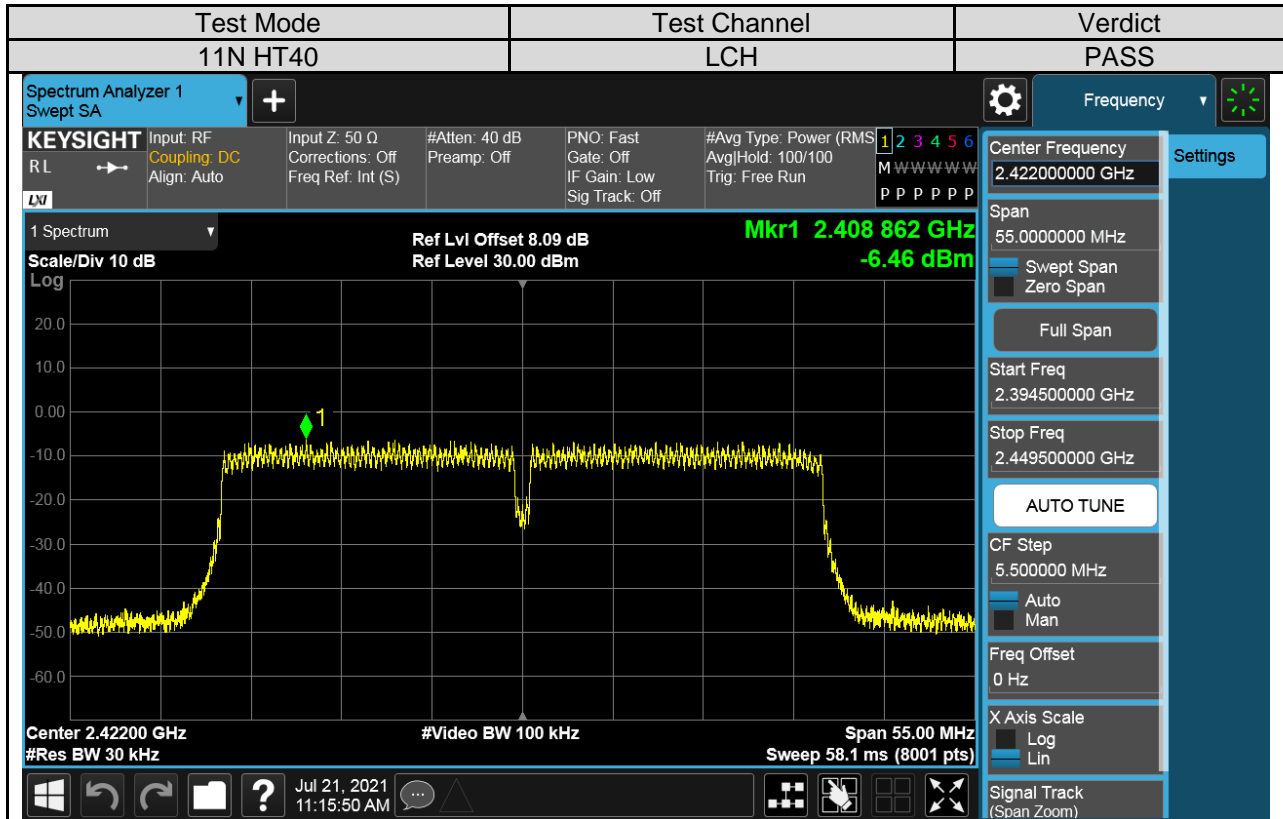 Test Mode Test Channel Verdict
11N HT40 LCH PASS
Spectrum Analyzer 1
Swept SA
+
Frequency
KEYSIGHT
RL
LXI
Input: RF
Coupling: DC
Align: Auto
Input Z: 50 Ω
Corrections: Off
Freq Ref: Int (S)
#Atten: 40 dB
Preamp: Off
PNO: Fast
Gate: Off
IF Gain: Low
Sig Track: Off
#Avg Type: Power (RMS
Avg|Hold: 100/100
Trig: Free Run
1 2 3 4 5 6
M W W W W W
P P P P P P
1 Spectrum
Scale/Div 10 dB
Log
Ref Lvl Offset 8.09 dB
Ref Level 30.00 dBm
Mkr1 2.408 862 GHz
-6.46 dBm
20.0
10.0
0.00
-10.0
-20.0
-30.0
-40.0
-50.0
-60.0
1
Center 2.42200 GHz
#Res BW 30 kHz
#Video BW 100 kHz
Span 55.00 MHz
Sweep 58.1 ms (8001 pts)
Center Frequency
2.422000000 GHz
Settings
Span
55.0000000 MHz
Swept Span
Zero Span
Full Span
Start Freq
2.394500000 GHz
Stop Freq
2.449500000 GHz
AUTO TUNE
CF Step
5.500000 MHz
Auto
Man
Freq Offset
0 Hz
X Axis Scale
Log
Lin
Signal Track
(Span Zoom)
?
Jul 21, 2021
11:15:50 AM